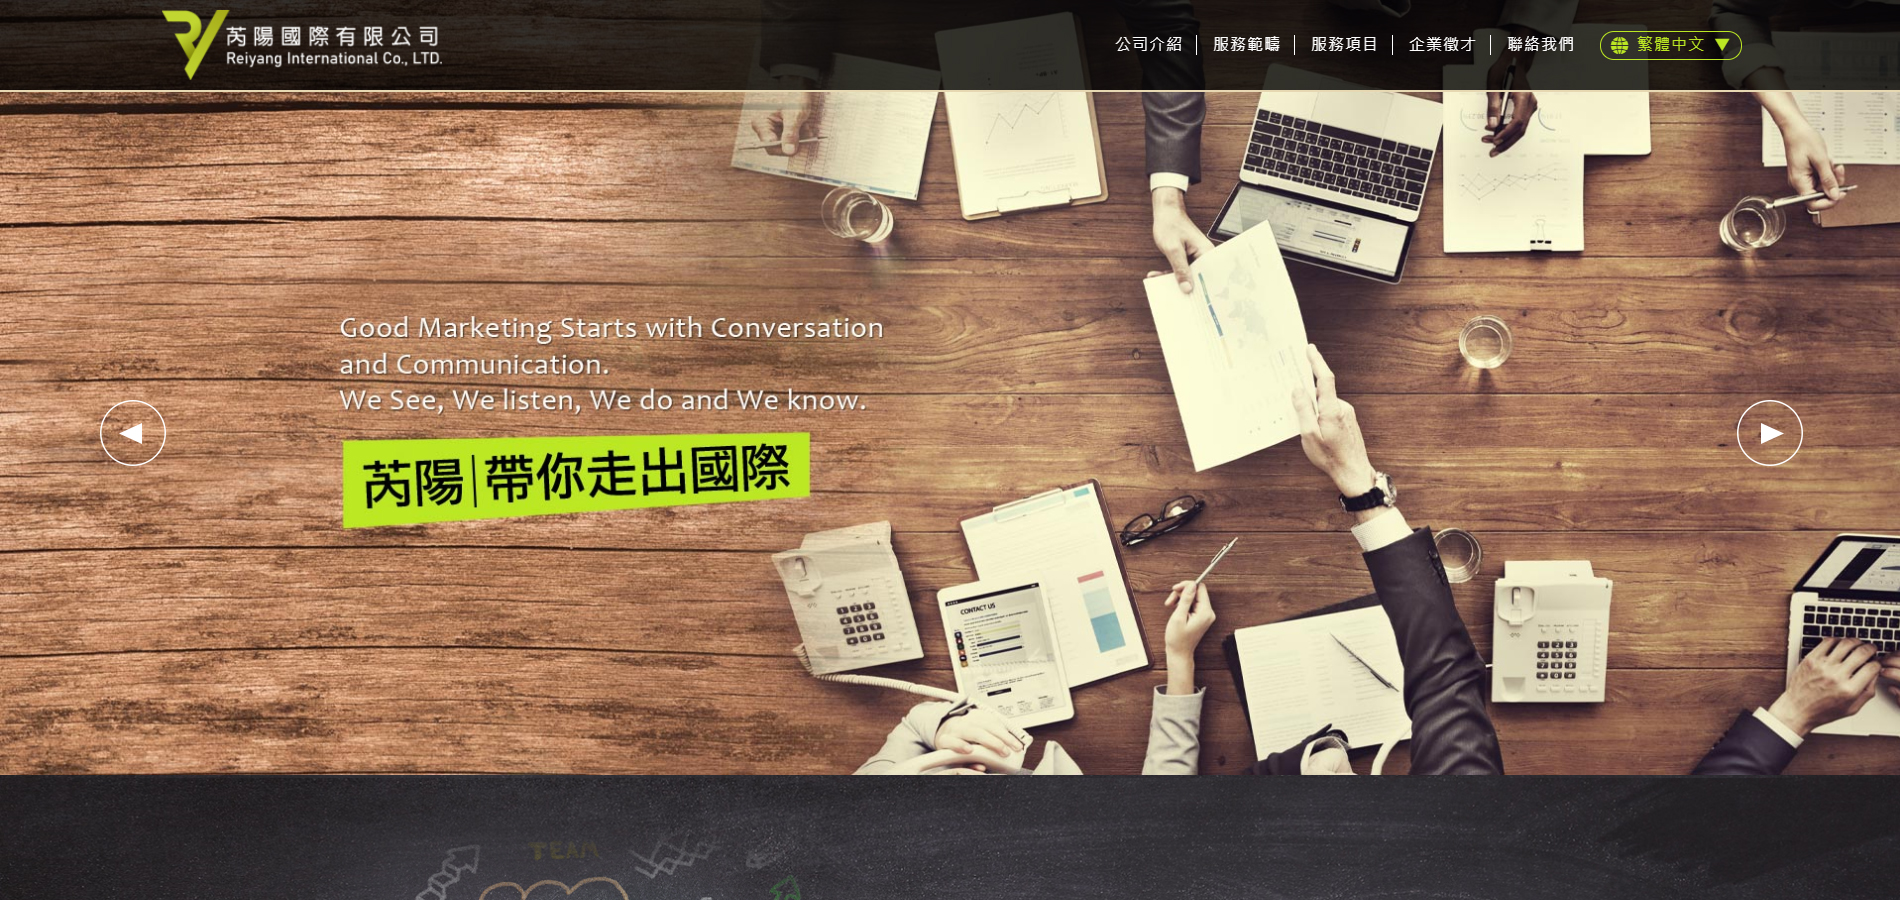 芮陽國際有限公司
Reiyang International Co., LTD.
公司介紹
服務範疇
服務項目
企業徵才
聯絡我們
繁體中文
Good Marketing Starts with Conversation
and Communication.
We See, We listen, We do and We know.
芮陽|帶你走出國際
CONTACT US
TEAM